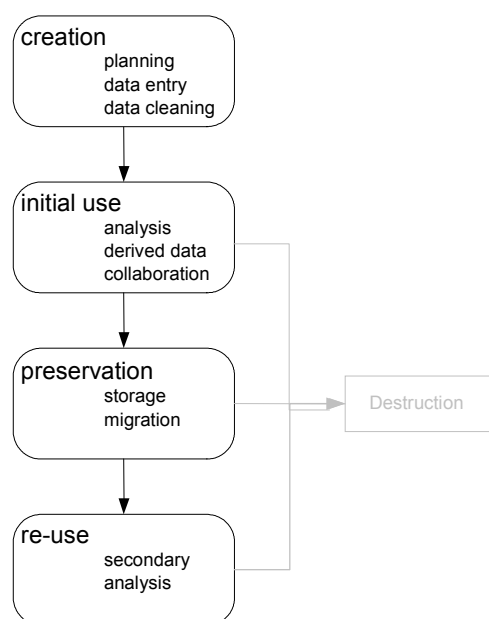 creation
planning
data entry
data cleaning
initial use
analysis
derived data
collaboration
preservation
storage
migration
Destruction
re-use
secondary
analysis